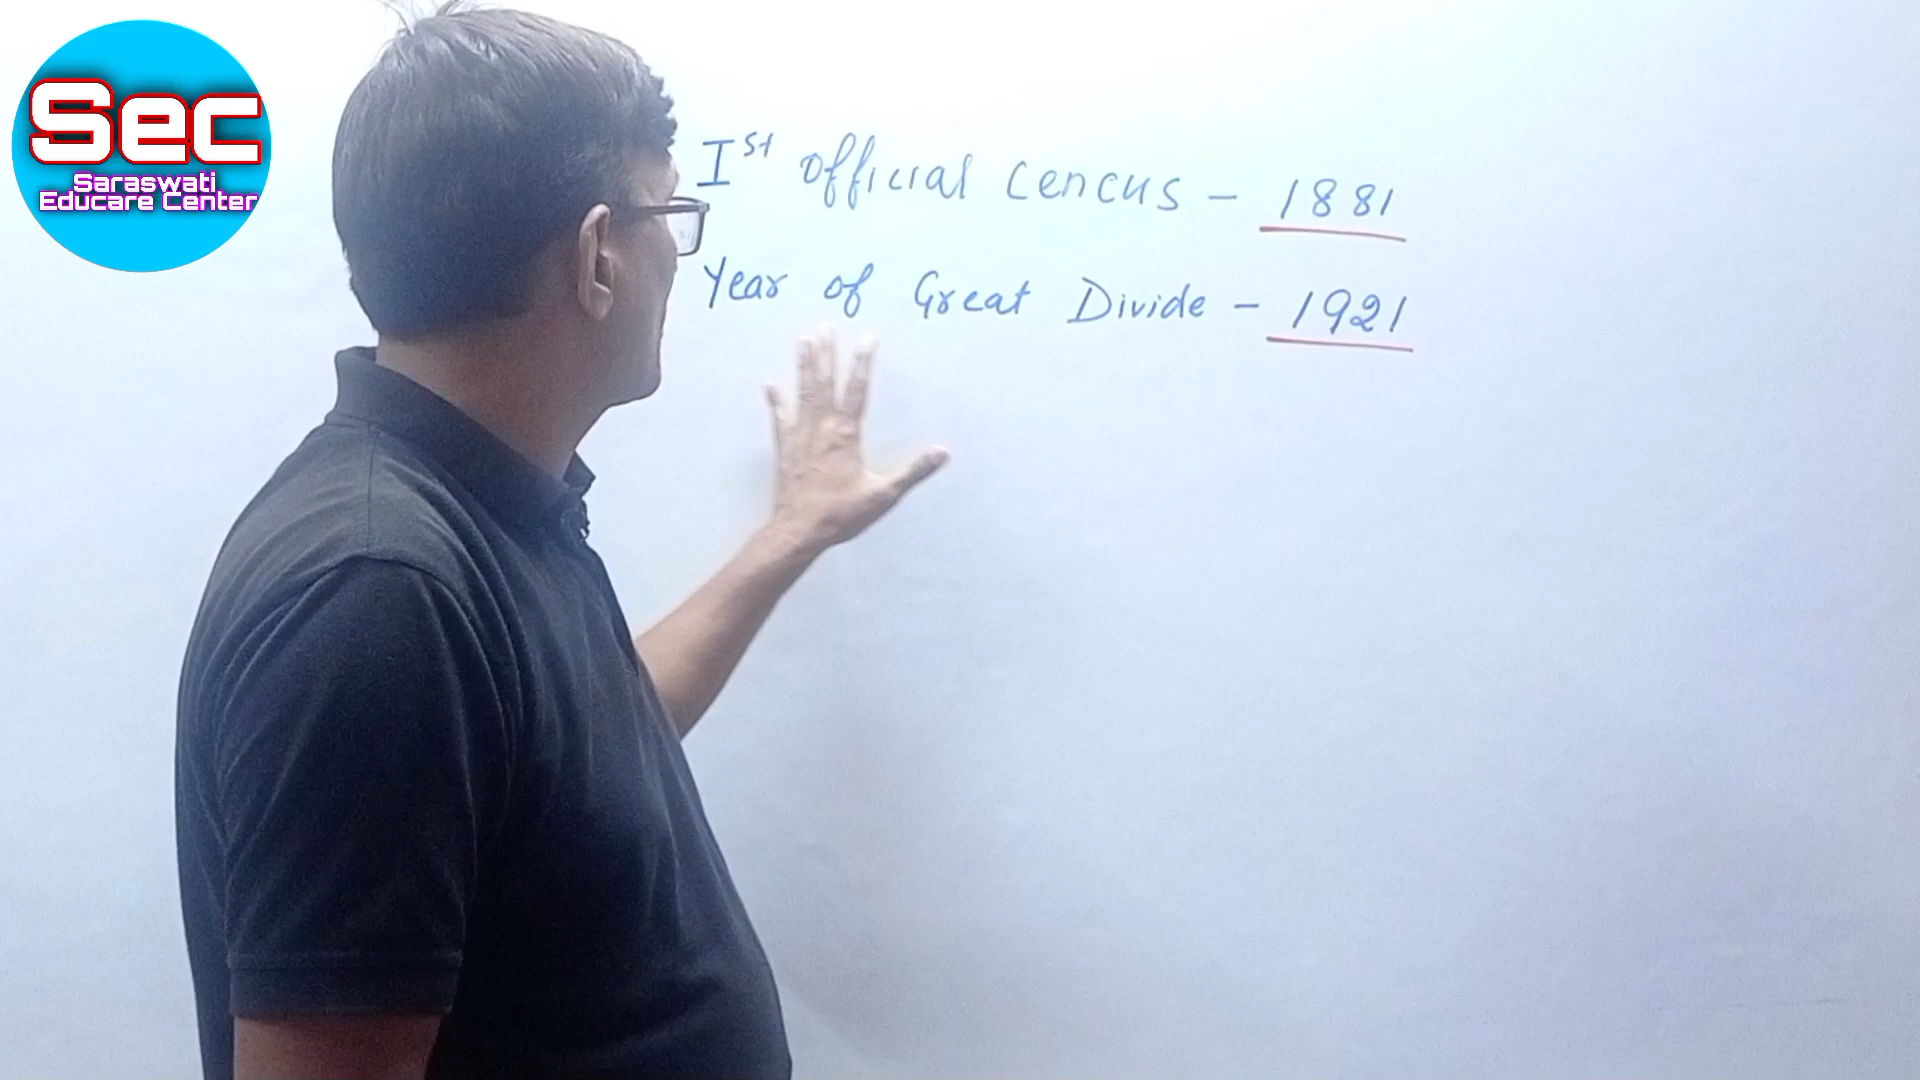 Sec
Saraswati
Educare Center
Ist official Cencus - 1881
Year of Great Divide - 1921